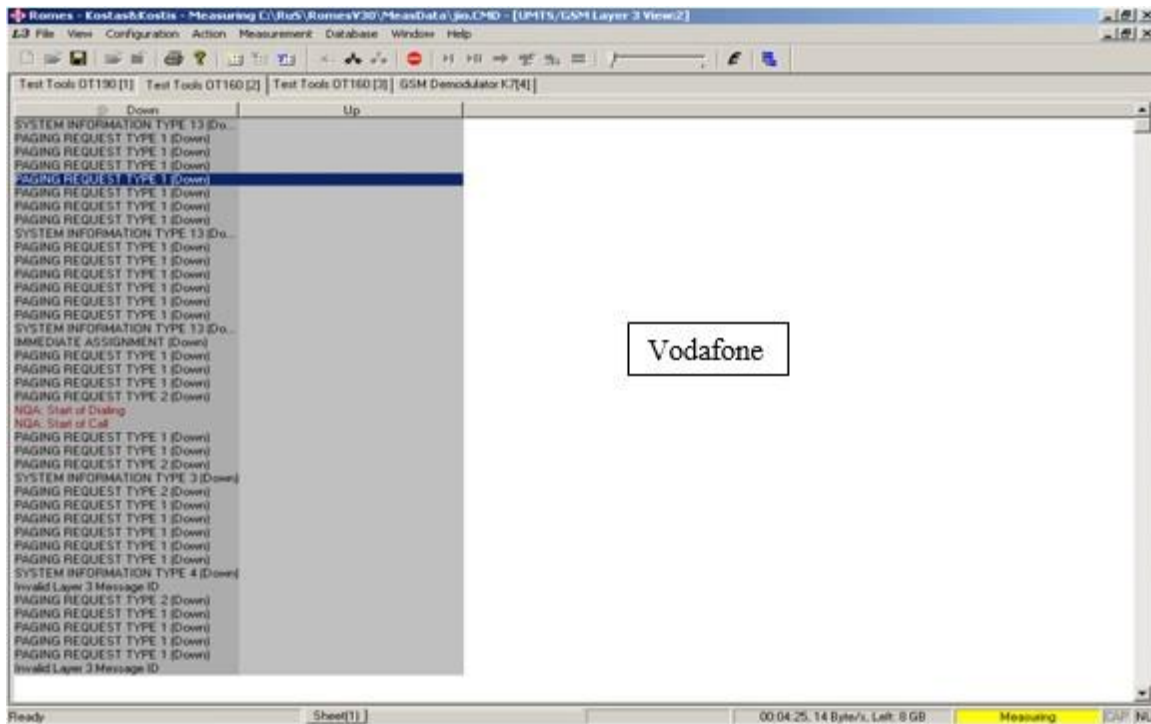 Romes - Kostas&Kostis - Measuring C:\RuS\RomesV30\MeasData\jio.CMD - [UMTS/GSM Layer 3 View:2]
L3 File View Configuration Action Measurement Database Window Help
Test Tools OT190 [1] Test Tools OT160 [2] Test Tools OT160 [3] GSM Demodulator K7[4]
Down Up
SYSTEM INFORMATION TYPE 13 (Do...
PAGING REQUEST TYPE 1 (Down)
PAGING REQUEST TYPE 1 (Down)
PAGING REQUEST TYPE 1 (Down)
PAGING REQUEST TYPE 1 (Down)
PAGING REQUEST TYPE 1 (Down)
PAGING REQUEST TYPE 1 (Down)
PAGING REQUEST TYPE 1 (Down)
SYSTEM INFORMATION TYPE 13 (Do...
PAGING REQUEST TYPE 1 (Down)
PAGING REQUEST TYPE 1 (Down)
PAGING REQUEST TYPE 1 (Down)
PAGING REQUEST TYPE 1 (Down)
PAGING REQUEST TYPE 1 (Down)
PAGING REQUEST TYPE 1 (Down)
SYSTEM INFORMATION TYPE 13 (Do...
IMMEDIATE ASSIGNMENT (Down)
PAGING REQUEST TYPE 1 (Down)
PAGING REQUEST TYPE 1 (Down)
PAGING REQUEST TYPE 1 (Down)
PAGING REQUEST TYPE 2 (Down)
NQA: Start of Dialing
NQA: Start of Call
PAGING REQUEST TYPE 1 (Down)
PAGING REQUEST TYPE 1 (Down)
PAGING REQUEST TYPE 2 (Down)
SYSTEM INFORMATION TYPE 3 (Down)
PAGING REQUEST TYPE 2 (Down)
PAGING REQUEST TYPE 1 (Down)
PAGING REQUEST TYPE 1 (Down)
PAGING REQUEST TYPE 1 (Down)
PAGING REQUEST TYPE 1 (Down)
PAGING REQUEST TYPE 1 (Down)
SYSTEM INFORMATION TYPE 4 (Down)
Invalid Layer 3 Message ID
PAGING REQUEST TYPE 2 (Down)
PAGING REQUEST TYPE 1 (Down)
PAGING REQUEST TYPE 1 (Down)
PAGING REQUEST TYPE 1 (Down)
PAGING REQUEST TYPE 1 (Down)
Invalid Layer 3 Message ID
Vodafone
Ready Sheet(1) 00:04:25, 14 Byte/s, Left: 8 GB Measuring CAP NU